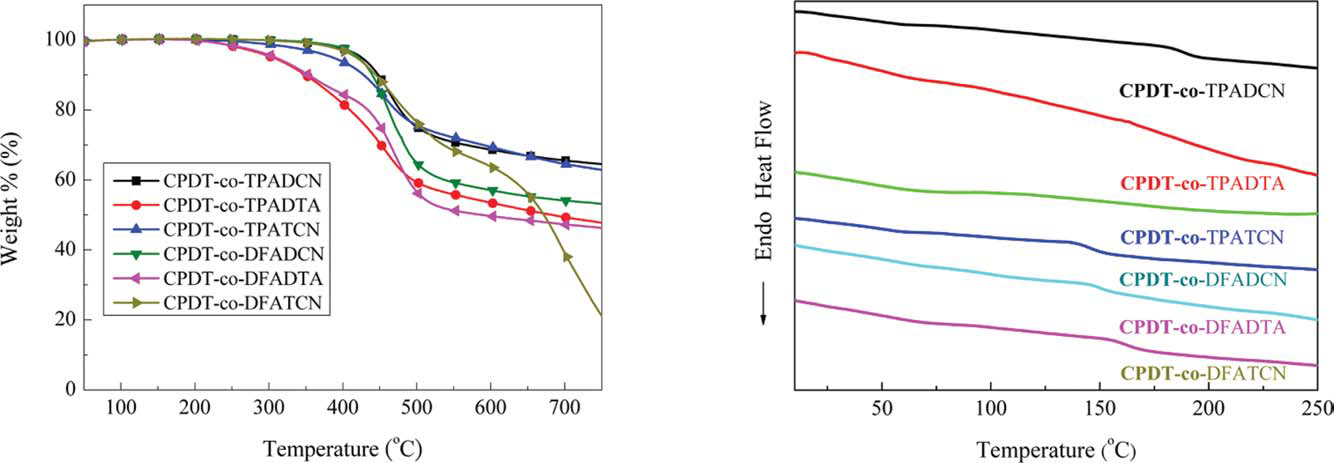 100
80
60
40
20
0
Weight % (%)
CPDT-co-TPADCN
CPDT-co-TPADTA
CPDT-co-TPATCN
CPDT-co-DFADCN
CPDT-co-DFADTA
CPDT-co-DFATCN
100 200 300 400 500 600 700
Temperature (°C)
Endo Heat Flow
CPDT-co-TPADCN
CPDT-co-TPADTA
CPDT-co-TPATCN
CPDT-co-DFADCN
CPDT-co-DFADTA
CPDT-co-DFATCN
50 100 150 200 250
Temperature (°C)